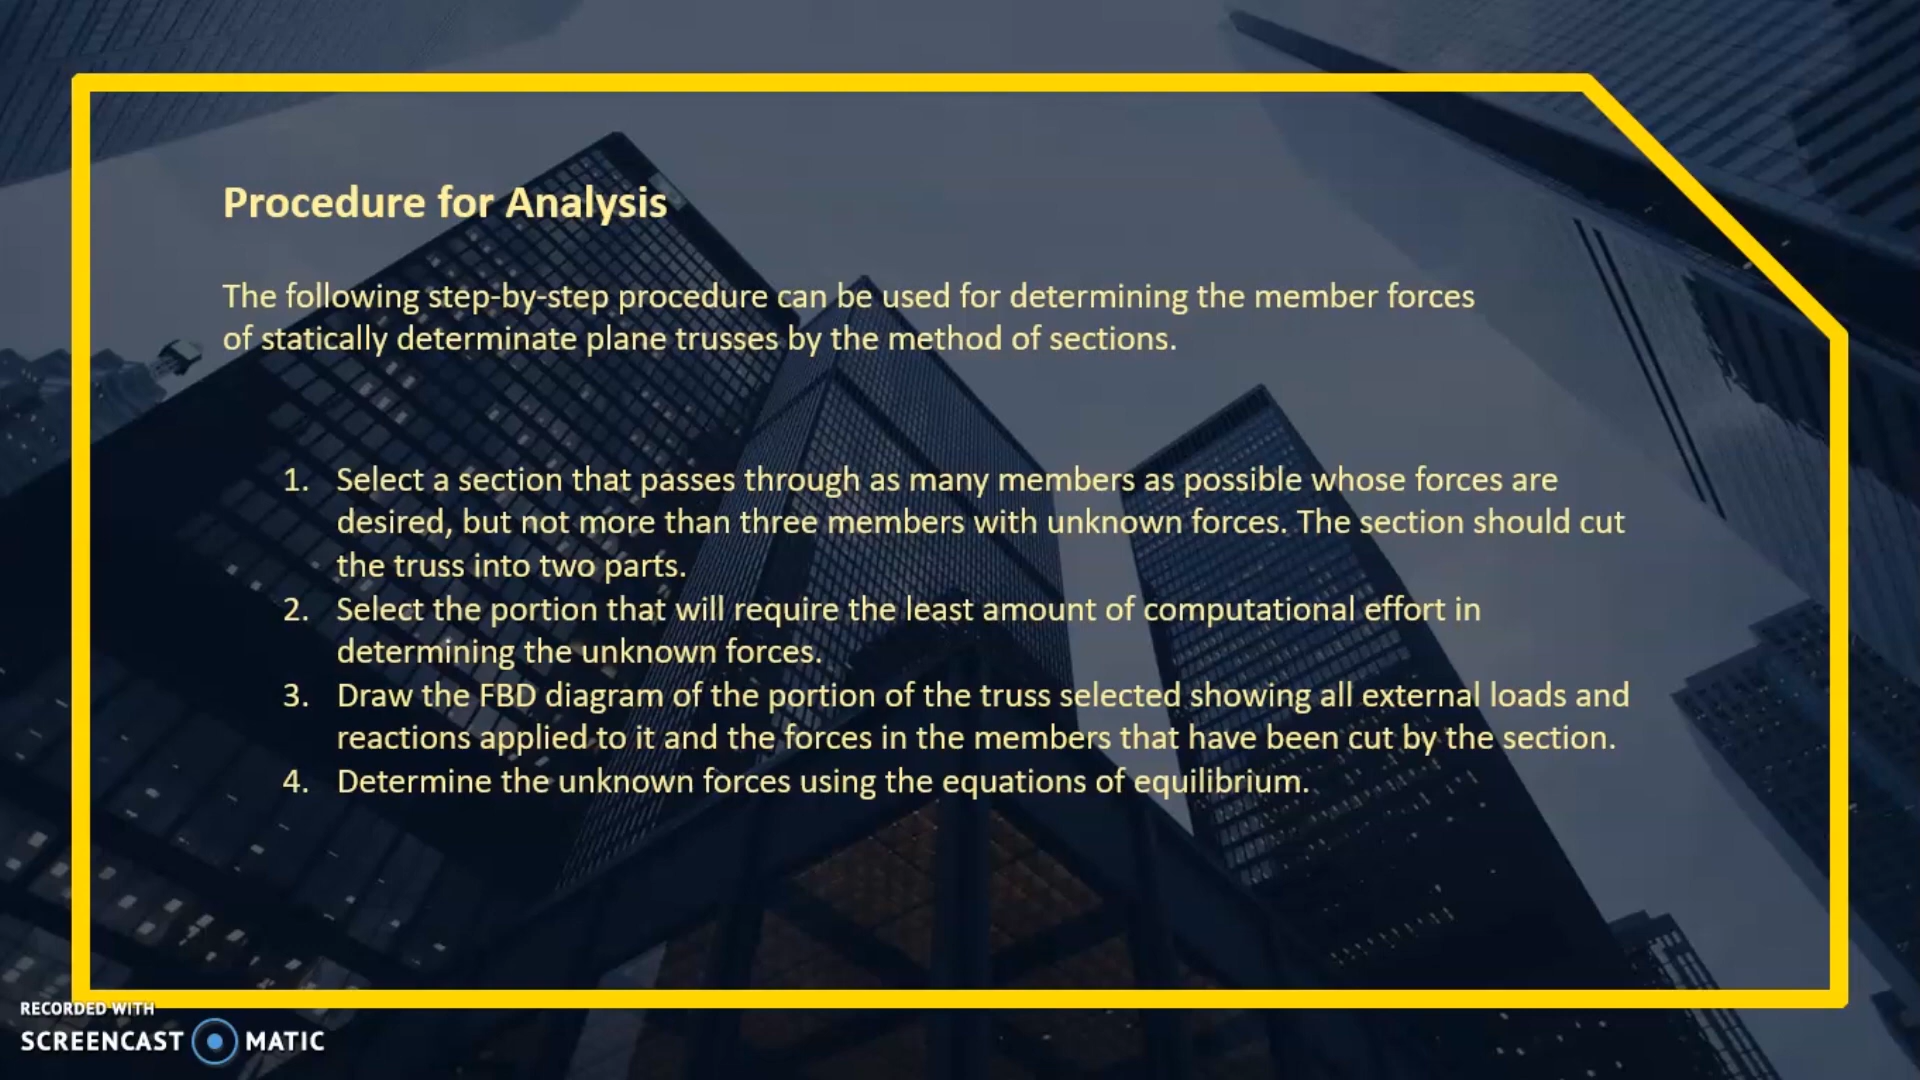 Procedure for Analysis
The following step-by-step procedure can be used for determining the member forces
of statically determinate plane trusses by the method of sections.
1. Select a section that passes through as many members as possible whose forces are
desired, but not more than three members with unknown forces. The section should cut
the truss into two parts.
2. Select the portion that will require the least amount of computational effort in
determining the unknown forces.
3. Draw the FBD diagram of the portion of the truss selected showing all external loads and
reactions applied to it and the forces in the members that have been cut by the section.
4. Determine the unknown forces using the equations of equilibrium.
RECORDED WITH
SCREENCAST MATIC